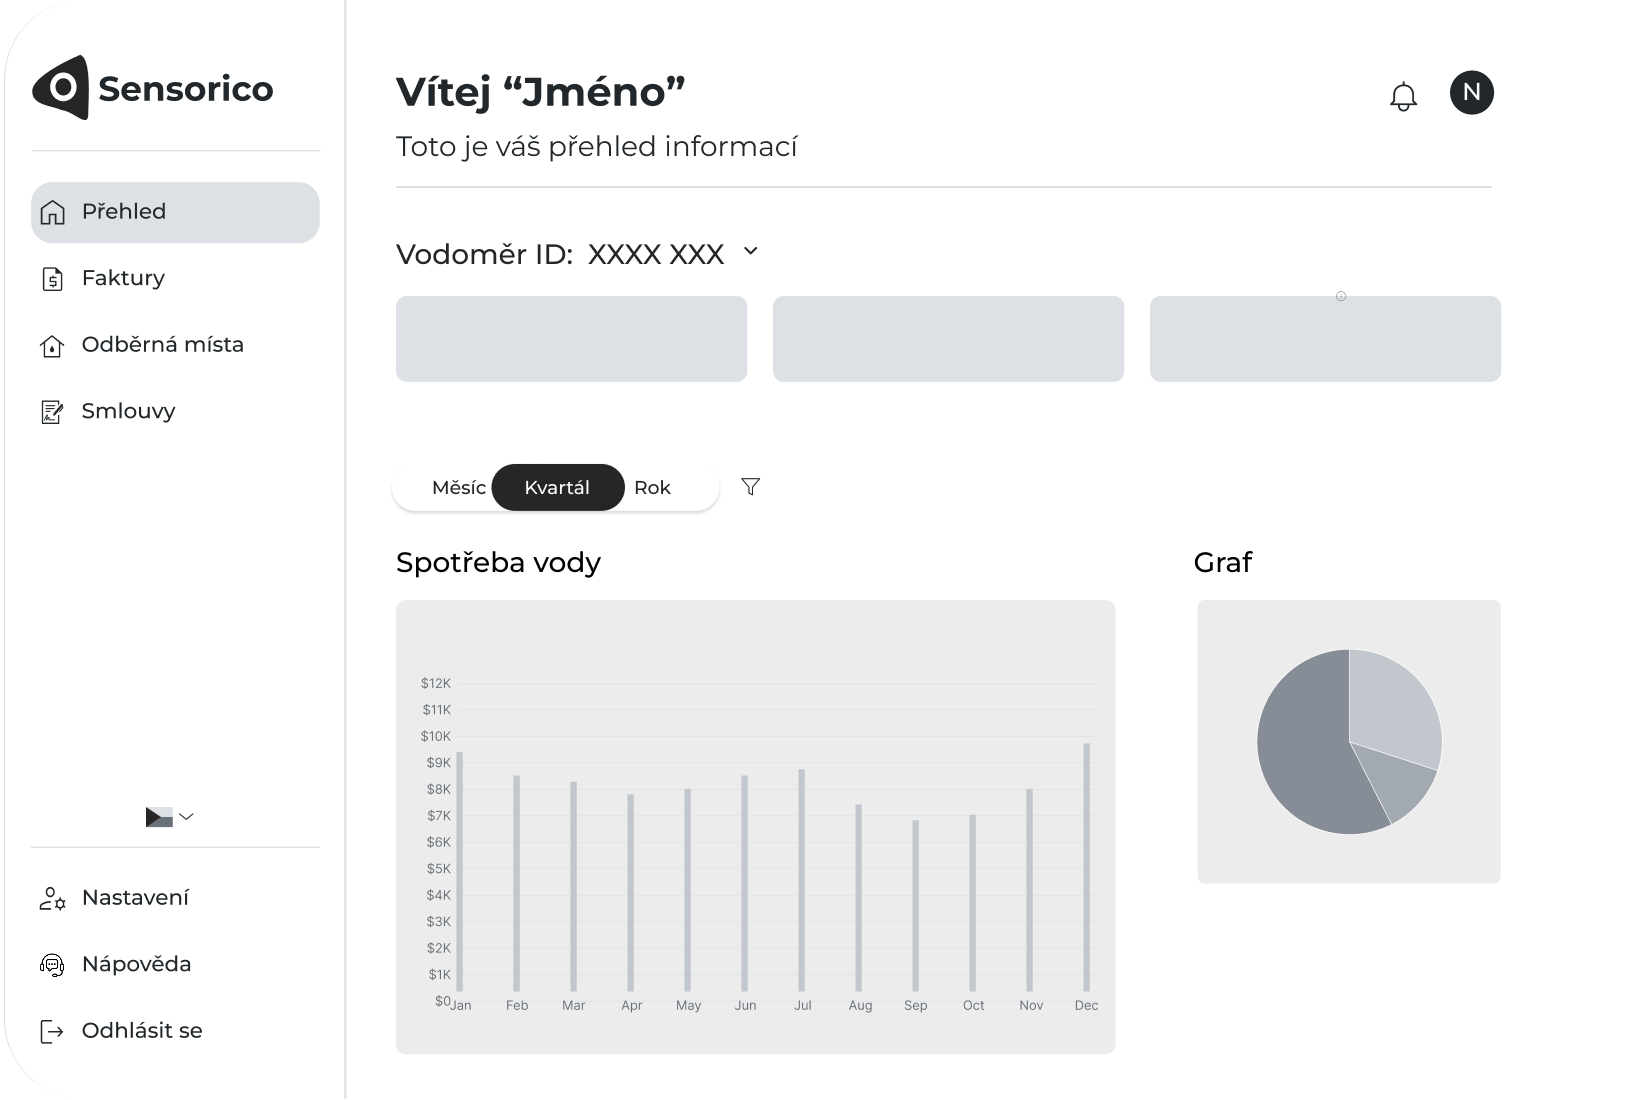 Sensorico
Přehled
Faktury
Odběrná místa
Smlouvy
Nastavení
Nápověda
Odhlásit se
Vítej “Jméno”
Toto je váš přehled informací
N
Vodoměr ID: XXXX XXX
Měsíc Kvartál Rok
Spotřeba vody
$12K
$11K
$10K
$9K
$8K
$7K
$6K
$5K
$4K
$3K
$2K
$1K
$0
Jan Feb Mar Apr May Jun Jul Aug Sep Oct Nov Dec
Graf